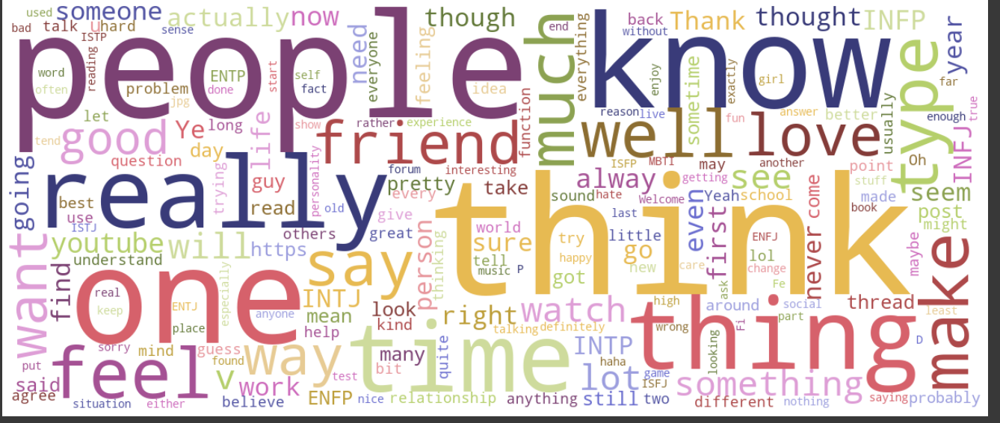 used
someone
actually
now
though
much
end
everything
back
Thank
thought
INFP
year
bad
talk
u
hard
sense
ISTP
without
people
know
need
everyone
feeling
reading
word
often
problem
ENTP
done
jpg
start
self
fact
idea
enjoy
sometime
exactly
girl
type
far
let
good
Ye
long
life
show
rather
experience
function
reason
live
well
fun
answer
better
love
usually
enough
true
tend
day
friend
question
guy
trying
personality
forum
interesting
pretty
every
take
ISFP
MBTI
may
another
point
Oh
INFJ
alway
getting
see
stuff
going
really
best
use
ISTJ
read
old
others
give
great
sound
hate
Welcome
Yeah
school
made
seem
book
post
might
last
even
first
never
come
youtube
will
https
understand
want
find
say
person
thinking
world
sure
tell
music
P
try
happy
got
think
little
go
new
care
ENFJ
lol
change
Fe
ask
maybe
make
one
real
keep
ENTJ
especially
place
anyone
INTJ
mean
help
look
kind
right
talking
definitely
watch
high
around
social
part
thread
least
wrong
Fi
thing
looking
D
sorry
mind
guess
found
way
time
many
bit
quite
INTP
haha
lot
game
ISFJ
put
said
feel
agree
situation
either
V
work
believe
test
ENFP
nice
relationship
anything
still
two
something
different
nothing
saying
probably